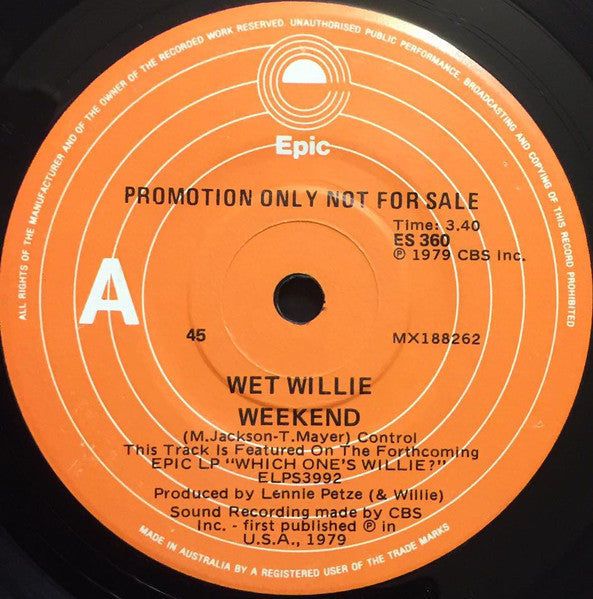 ALL RIGHTS OF THE MANUFACTURER AND OF THE OWNER OF THE RECORDED WORK RESERVED. UNAUTHORISED PUBLIC PERFORMANCE, BROADCASTING AND COPYING OF THIS RECORD PROHIBITED
Epic
PROMOTION ONLY NOT FOR SALE
Time: 3.40
ES 360
℗ 1979 CBS Inc.
A
45
MX188262
WET WILLIE
WEEKEND
(M.Jackson-T.Mayer) Control
This Track is Featured On The Forthcoming
EPIC LP "WHICH ONE'S WILLIE?"
ELPS3992
Produced by Lennie Petze (& Willie)
Sound Recording made by CBS
Inc. - first published ℗ in
U.S.A., 1979
MADE IN AUSTRALIA BY A REGISTERED USER OF THE TRADE MARKS